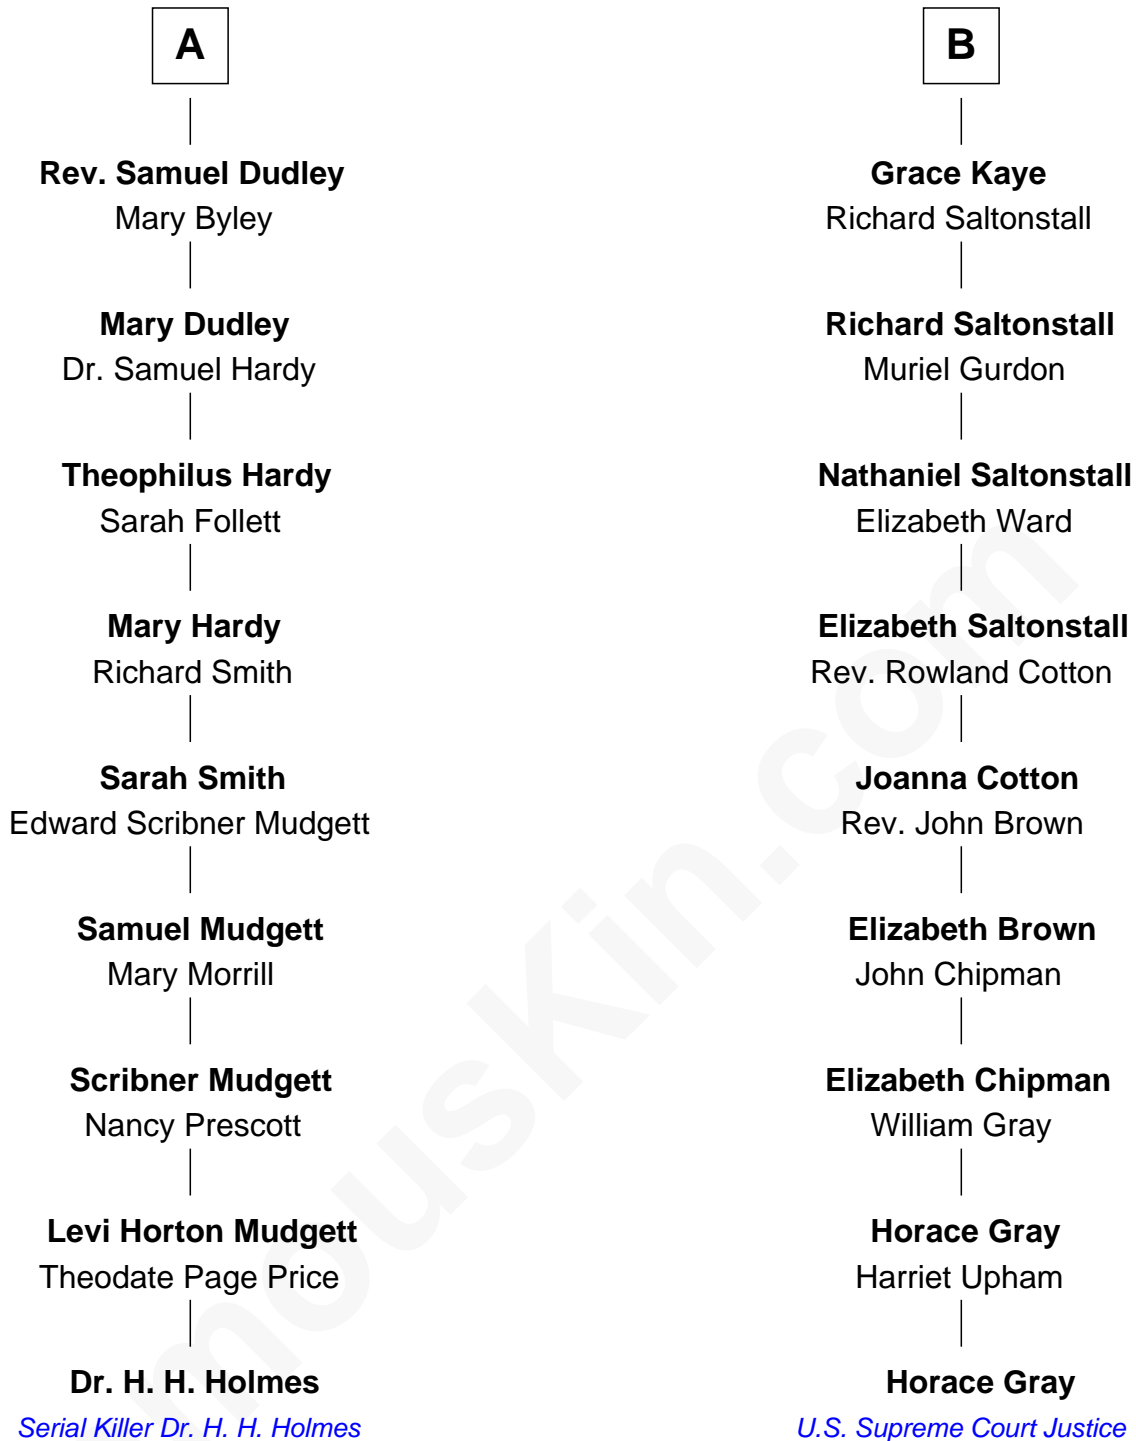 A
Rev. Samuel Dudley
Mary Byley
Mary Dudley
Dr. Samuel Hardy
Theophilus Hardy
Sarah Follett
Mary Hardy
Richard Smith
Sarah Smith
Edward Scribner Mudgett
Samuel Mudgett
Mary Morrill
Scribner Mudgett
Nancy Prescott
Levi Horton Mudgett
Theodate Page Price
Dr. H. H. Holmes
Serial Killer Dr. H. H. Holmes
B
Grace Kaye
Richard Saltonstall
Richard Saltonstall
Muriel Gurdon
Nathaniel Saltonstall
Elizabeth Ward
Elizabeth Saltonstall
Rev. Rowland Cotton
Joanna Cotton
Rev. John Brown
Elizabeth Brown
John Chipman
Elizabeth Chipman
William Gray
Horace Gray
Harriet Upham
Horace Gray
U.S. Supreme Court Justice
mousKin.com